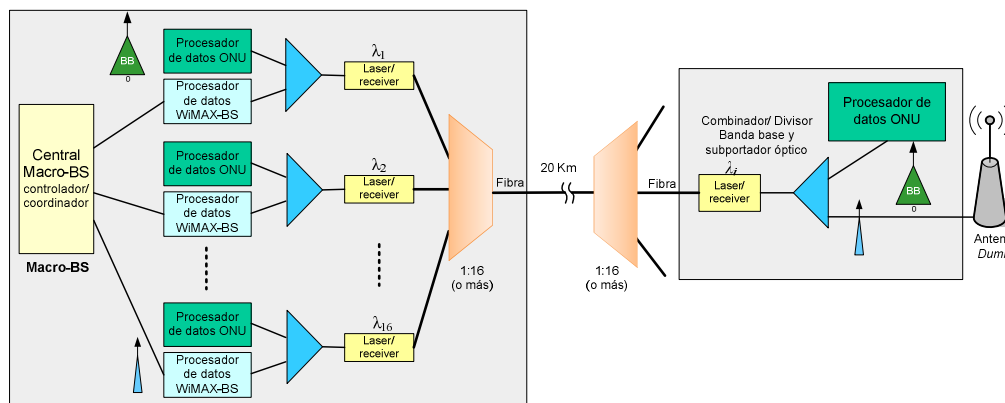 BB
0
Procesador
de datos ONU
Procesador
de datos
WiMAX-BS
λ1
Laser/
receiver
Central
Macro-BS
controlador/
coordinador
Macro-BS
Procesador
de datos ONU
Procesador
de datos
WiMAX-BS
λ2
Laser/
receiver
Procesador
de datos ONU
Procesador
de datos
WiMAX-BS
λ16
Laser/
receiver
1:16
(o más)
Fibra
20 Km
1:16
(o más)
Fibra
Combinador/ Divisor
Banda base y
subportador óptico
λi
Laser/
receiver
Procesador de
datos ONU
BB
0
Anten
Dum